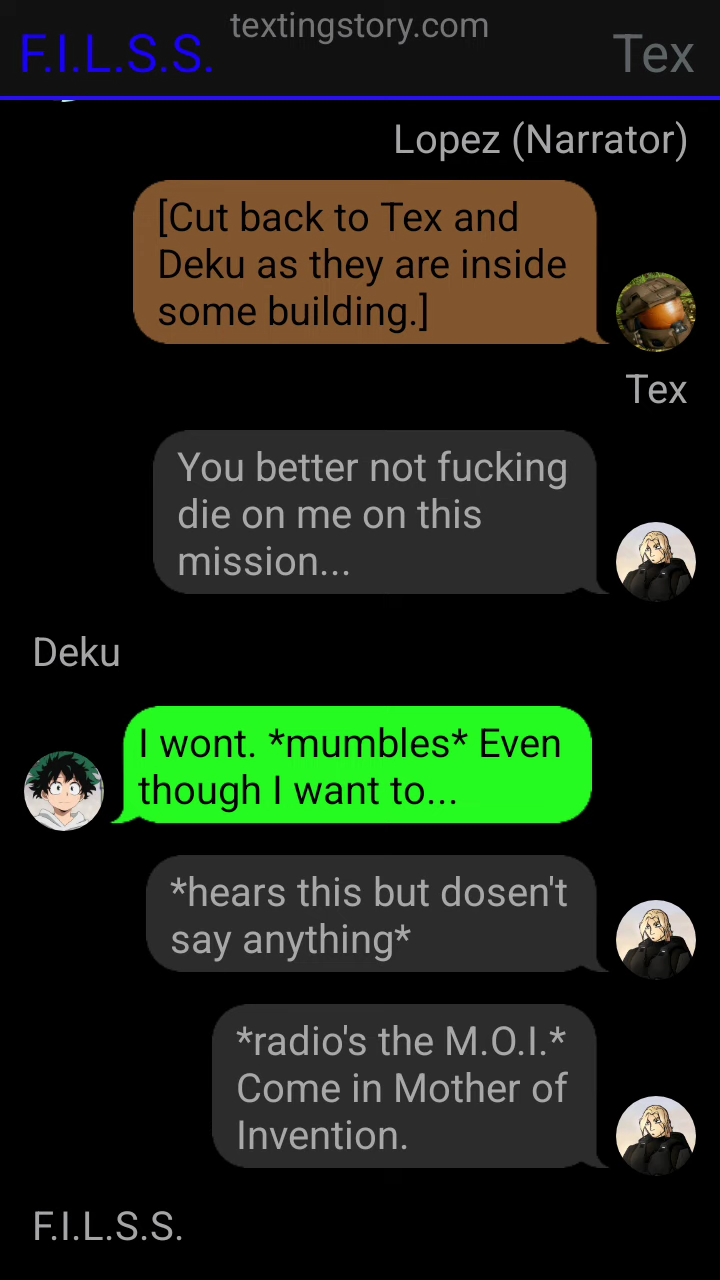 textingstory.com
F.I.L.S.S.
Tex
Lopez (Narrator)
[Cut back to Tex and
Deku as they are inside
some building.]
Tex
You better not fucking
die on me on this
mission...
Deku
I wont. *mumbles* Even
though I want to...
*hears this but dosen't
say anything*
*radio's the M.O.I.*
Come in Mother of
Invention.
F.I.L.S.S.